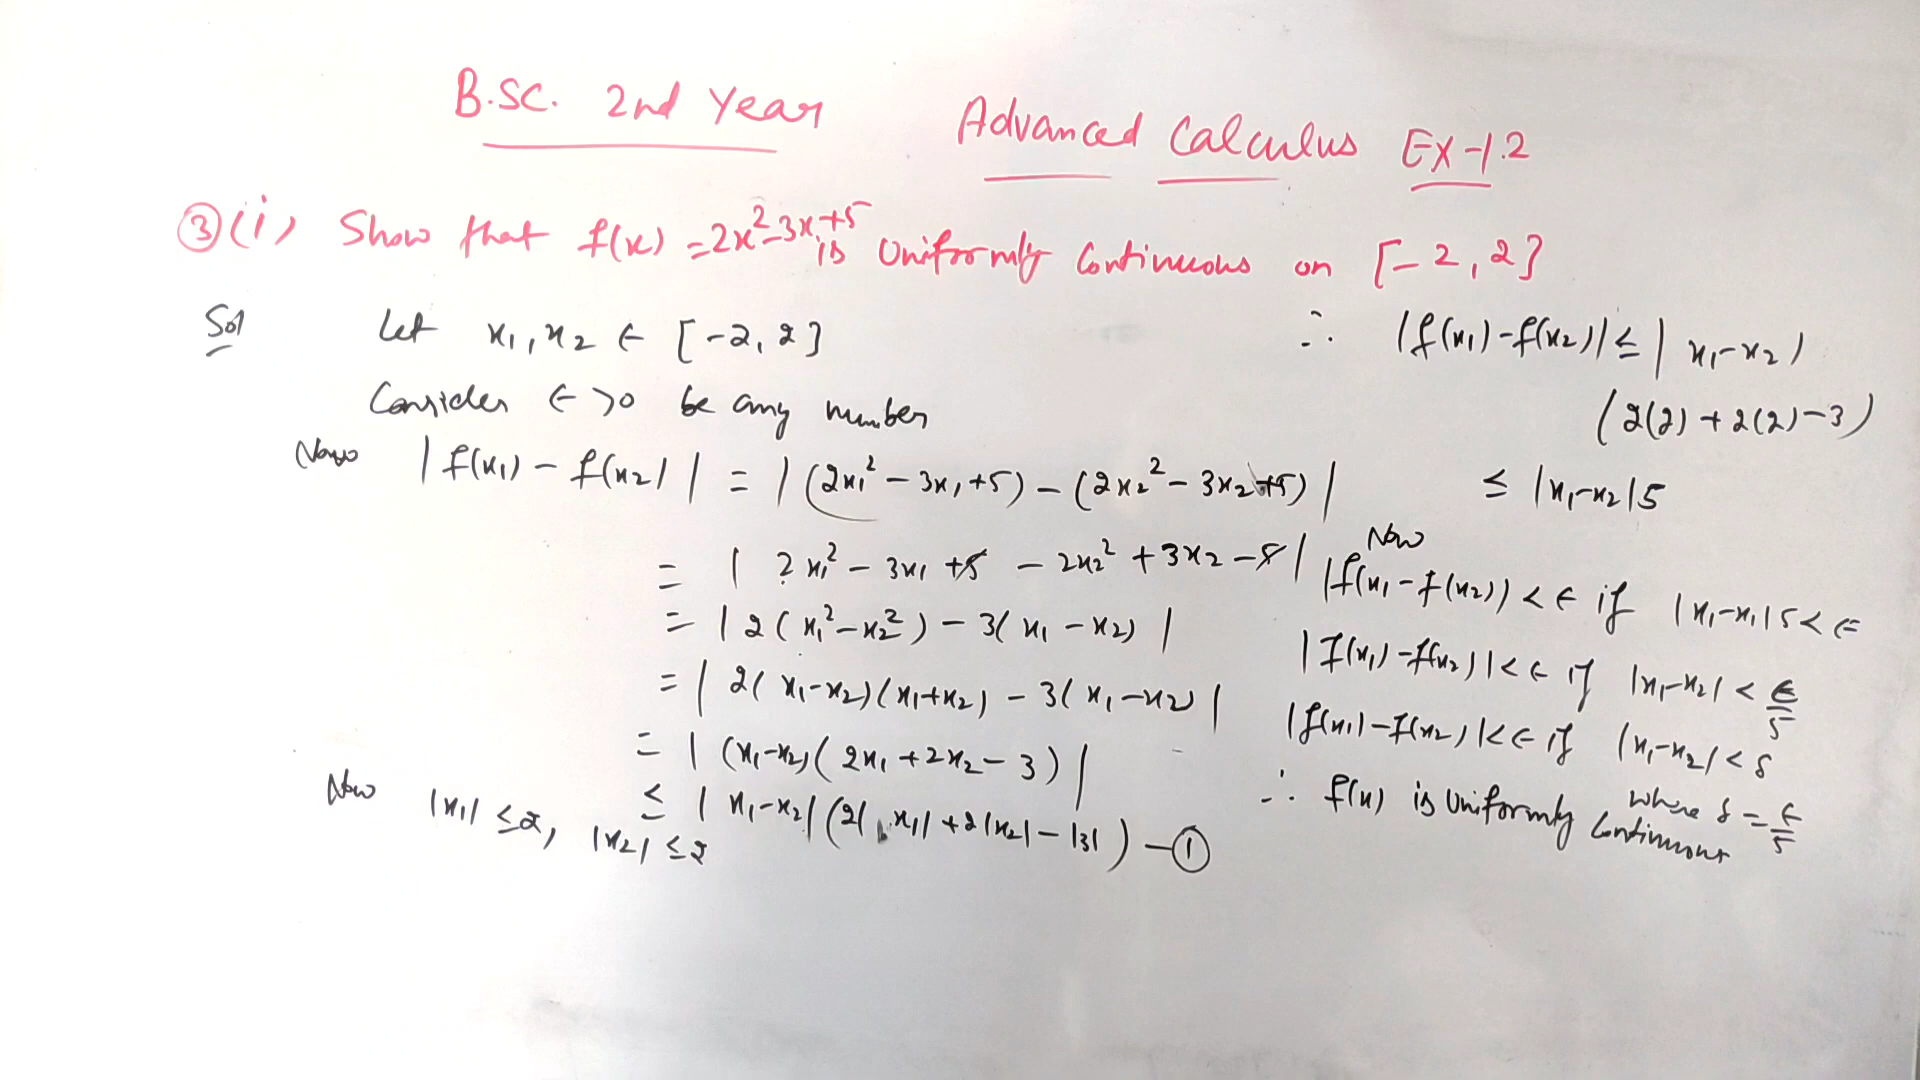 B.SC. 2nd Year Advanced Calculus EX-1.2
③(i) Show that f(x) = 2x²-3x+5 is Uniformly Continuous on [-2, 2]
Sol Let x₁, x₂ ∈ [-2, 2]
Consider ∈ >0 be any number
Now |f(x₁) - f(x₂)| = |(2x₁² - 3x₁+5) - (2x₂² - 3x₂+5)|
= | 2x₁² - 3x₁ +5 - 2x₂² + 3x₂ -5|
= |2(x₁²-x₂²) - 3(x₁ - x₂)|
= | 2(x₁-x₂)(x₁+x₂) - 3(x₁-x₂)|
= | (x₁-x₂)(2x₁+2x₂-3)|
≤ |x₁-x₂|(2|x₁|+2|x₂|-|3|) -①
Now |x₁| ≤2, |x₂| ≤2
∴ |f(x₁)-f(x₂)| ≤ |x₁-x₂)
(2(2)+2(2)-3)
≤ |x₁-x₂|5
Now
|f(x₁-f(x₂))<∈ if |x₁-x₁|5<∈
|f(x₁)-f(x₂)|<∈ if |x₁-x₂| < ∈/5
|f(x₁)-f(x₂)|<∈ if |x₁-x₂|<δ
where δ = ∈/5
∴ f(x) is Uniformly Continuous